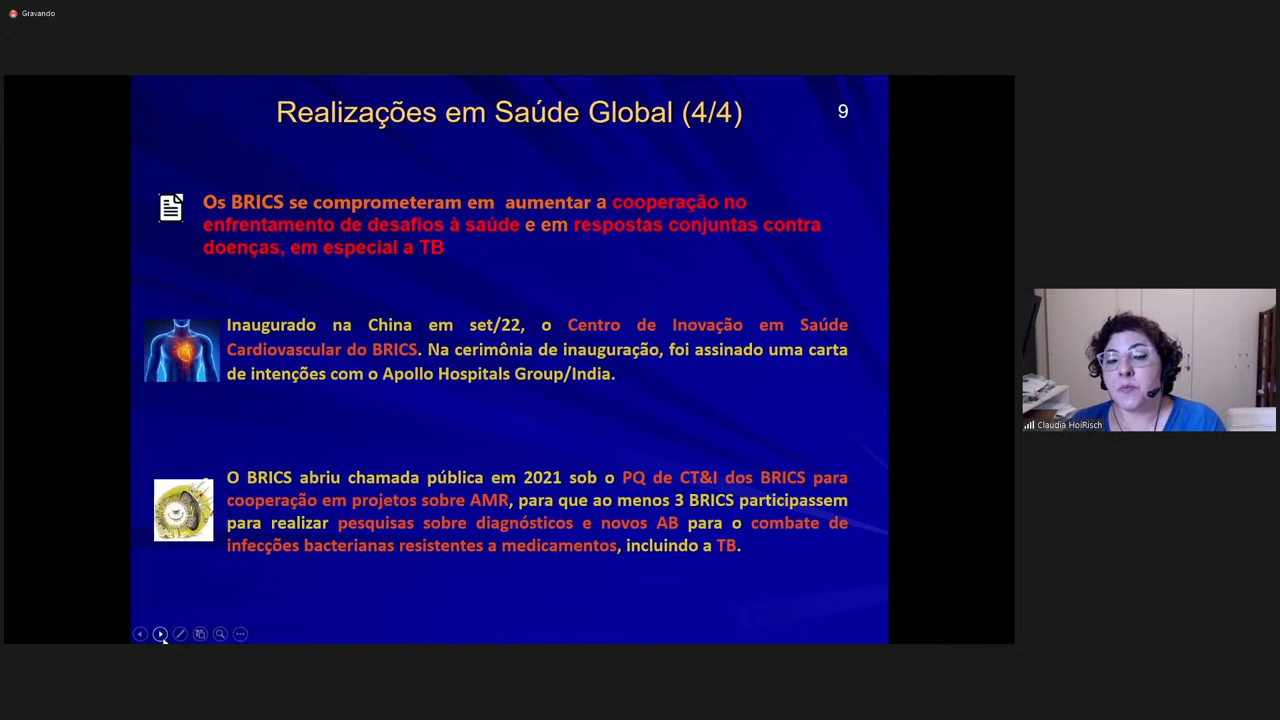 Gravando
Realizações em Saúde Global (4/4)
9
Os BRICS se comprometeram em aumentar a cooperação no
enfrentamento de desafios à saúde e em respostas conjuntas contra
doenças, em especial a TB
Inaugurado na China em set/22, o Centro de Inovação em Saúde
Cardiovascular do BRICS. Na cerimônia de inauguração, foi assinado uma carta
de intenções com o Apollo Hospitals Group/India.
O BRICS abriu chamada pública em 2021 sob o PQ de CT&I dos BRICS para
cooperação em projetos sobre AMR, para que ao menos 3 BRICS participassem
para realizar pesquisas sobre diagnósticos e novos AB para o combate de
infecções bacterianas resistentes a medicamentos, incluindo a TB.
Claudia HoiRisch